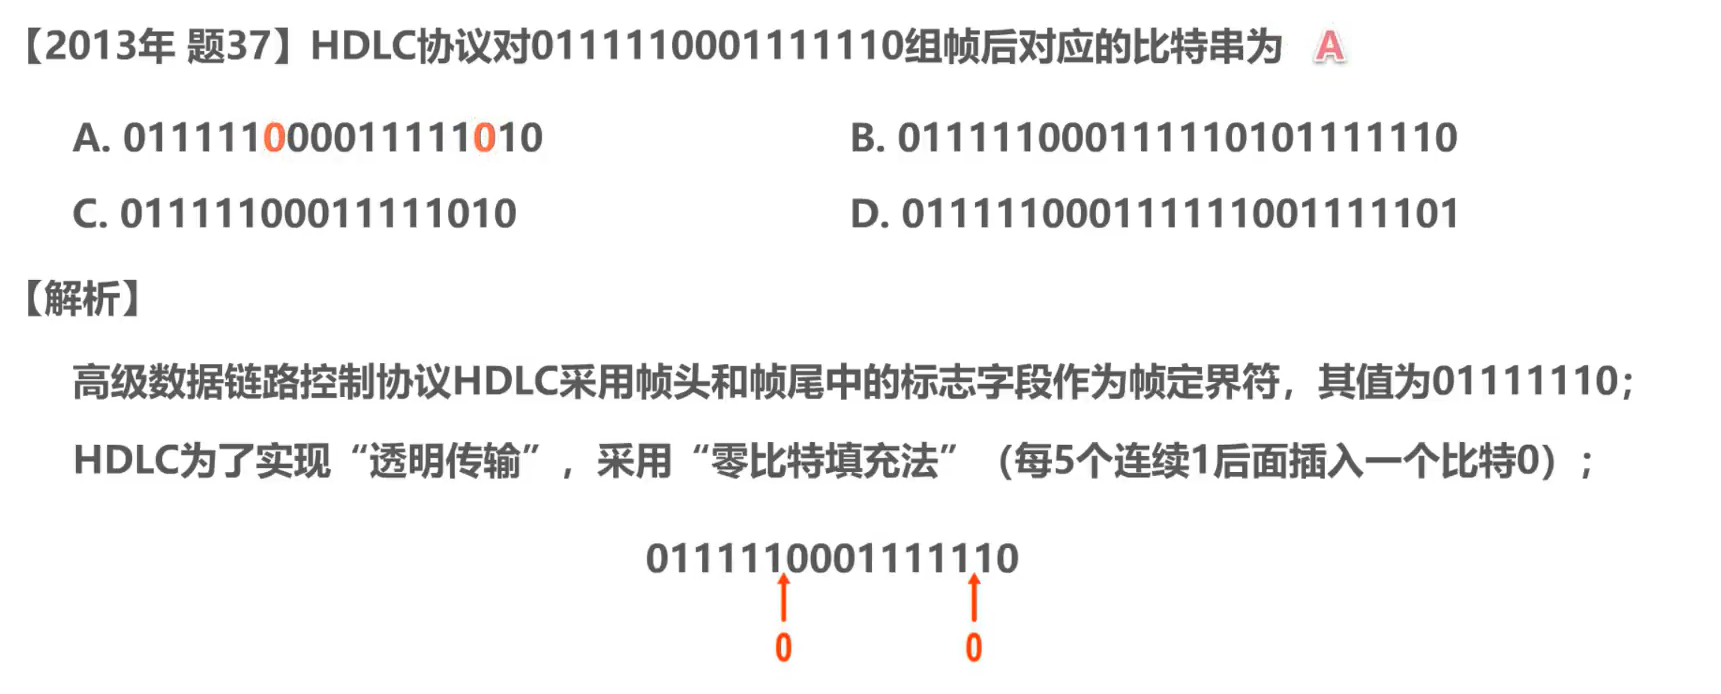 【2013年 题37】HDLC协议对0111110001111110组帧后对应的比特串为 A
A. 011111000011111010
B. 011111000111110101111110
C. 01111100011111010
D. 011111000111111001111101
【解析】
高级数据链路控制协议HDLC采用帧头和帧尾中的标志字段作为帧定界符，其值为01111110；
HDLC为了实现“透明传输”，采用“零比特填充法”（每5个连续1后面插入一个比特0）；
0111110001111110
0 0